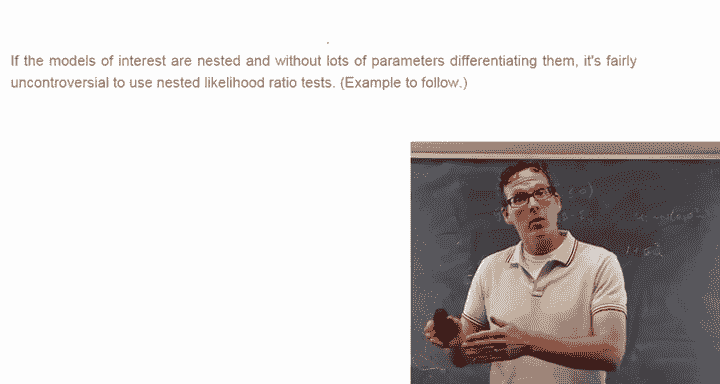 If the models of interest are nested and without lots of parameters differentiating them, it's fairly
uncontroversial to use nested likelihood ratio tests. (Example to follow.)